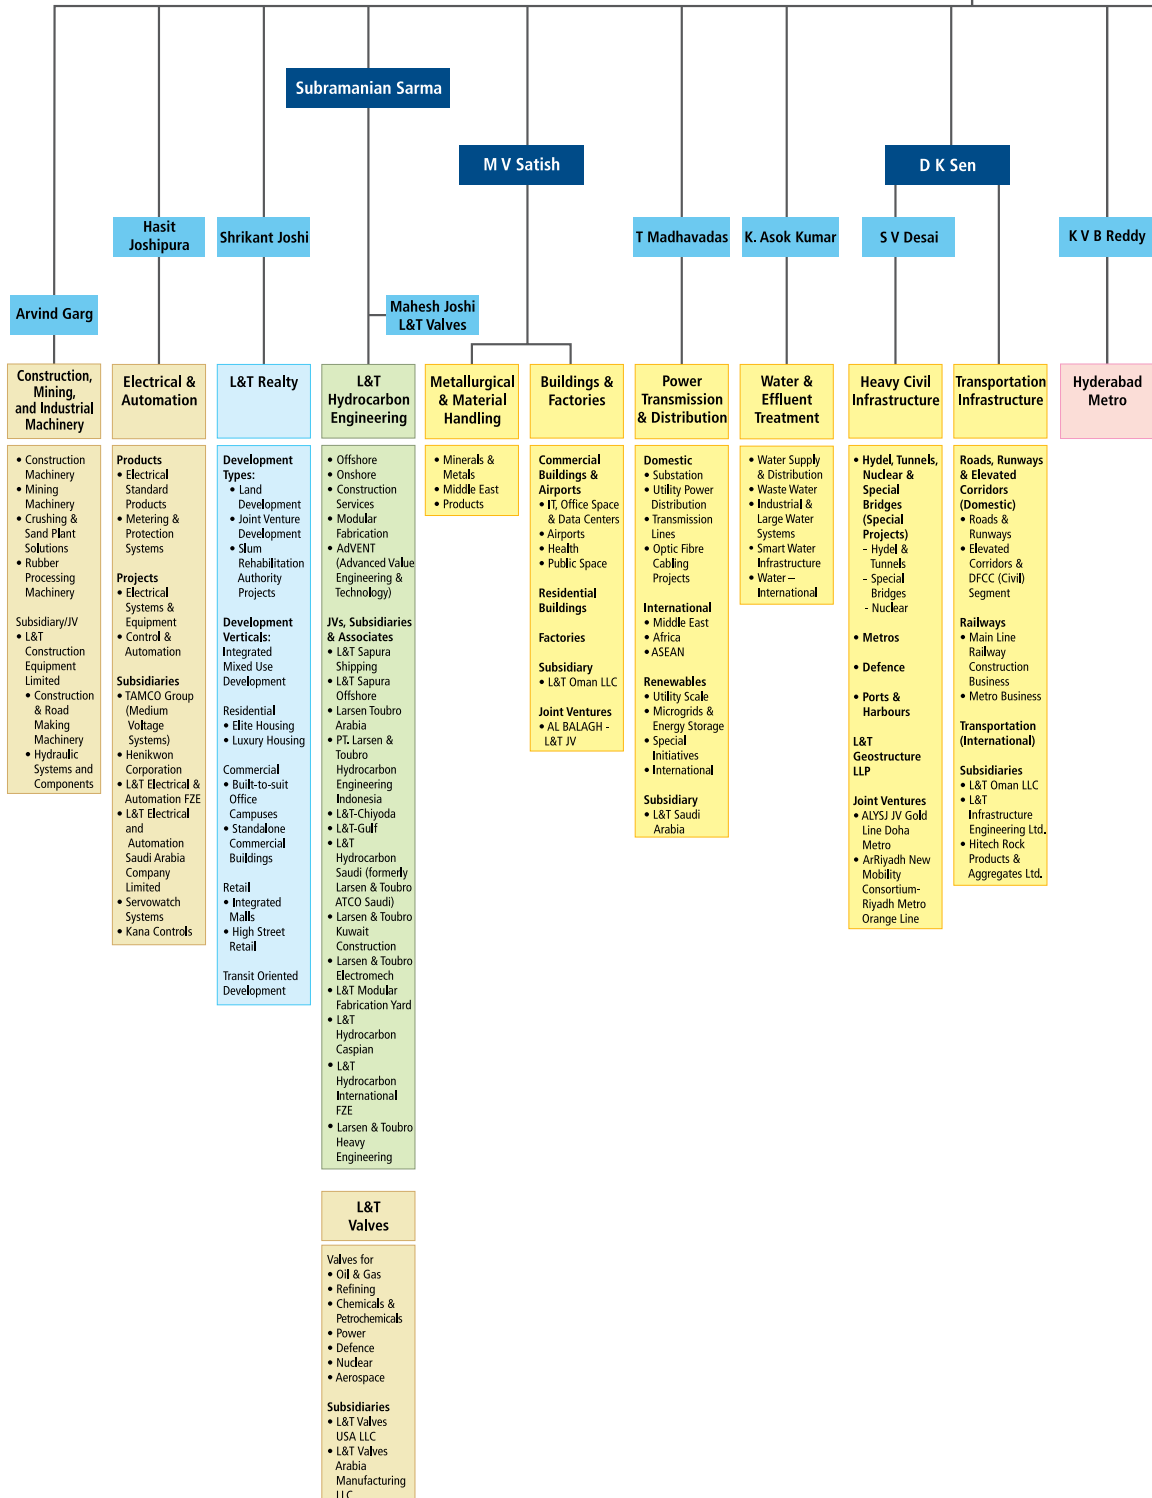 Subramanian Sarma
M V Satish
D K Sen
Hasit
Joshipura
Shrikant Joshi
T Madhavadas
K. Asok Kumar
S V Desai
K V B Reddy
Arvind Garg
Mahesh Joshi
L&T Valves
Construction,
Mining,
and Industrial
Machinery
• Construction
Machinery
• Mining
Machinery
• Crushing &
Sand Plant
Solutions
• Rubber
Processing
Machinery
Subsidiary/JV
• L&T
Construction
Equipment
Limited
• Construction
& Road
Making
Machinery
• Hydraulic
Systems and
Components
Electrical &
Automation
Products
• Electrical
Standard
Products
• Metering &
Protection
Systems
Projects
• Electrical
Systems &
Equipment
• Control &
Automation
Subsidiaries
• TAMCO Group
(Medium
Voltage
Systems)
• Henikwon
Corporation
• L&T Electrical &
Automation FZE
• L&T Electrical
and
Automation
Saudi Arabia
Company
Limited
• Servowatch
Systems
• Kana Controls
L&T Realty
Development
Types:
• Land
Development
• Joint Venture
Development
• Slum
Rehabilitation
Authority
Projects
Development
Verticals:
Integrated
Mixed Use
Development
Residential
• Elite Housing
• Luxury Housing
Commercial
• Built-to-suit
Office
Campuses
• Standalone
Commercial
Buildings
Retail
• Integrated
Malls
• High Street
Retail
Transit Oriented
Development
L&T
Hydrocarbon
Engineering
• Offshore
• Onshore
• Construction
Services
• Modular
Fabrication
• AdVENT
(Advanced Value
Engineering &
Technology)
JVs, Subsidiaries
& Associates
• L&T Sapura
Shipping
• L&T Sapura
Offshore
• Larsen Toubro
Arabia
• PT. Larsen &
Toubro
Hydrocarbon
Engineering
Indonesia
• L&T-Chiyoda
• L&T-Gulf
• L&T
Hydrocarbon
Saudi (formerly
Larsen & Toubro
ATCO Saudi)
• Larsen & Toubro
Kuwait
Construction
• Larsen & Toubro
Electromech
• L&T Modular
Fabrication Yard
• L&T
Hydrocarbon
Caspian
• L&T
Hydrocarbon
International
FZE
• Larsen & Toubro
Heavy
Engineering
L&T
Valves
Valves for
• Oil & Gas
• Refining
• Chemicals &
Petrochemicals
• Power
• Defence
• Nuclear
• Aerospace
Subsidiaries
• L&T Valves
USA LLC
• L&T Valves
Arabia
Manufacturing
LLC
Metallurgical
& Material
Handling
• Minerals &
Metals
• Middle East
• Products
Buildings &
Factories
Commercial
Buildings &
Airports
• IT, Office Space
& Data Centers
• Airports
• Health
• Public Space
Residential
Buildings
Factories
Subsidiary
• L&T Oman LLC
Joint Ventures
• AL BALAGH -
L&T JV
Power
Transmission
& Distribution
Domestic
• Substation
• Utility Power
Distribution
• Transmission
Lines
• Optic Fibre
Cabling
Projects
International
• Middle East
• Africa
• ASEAN
Renewables
• Utility Scale
• Microgrids &
Energy Storage
• Special
Initiatives
• International
Subsidiary
• L&T Saudi
Arabia
Water &
Effluent
Treatment
• Water Supply
& Distribution
• Waste Water
• Industrial &
Large Water
Systems
• Smart Water
Infrastructure
• Water –
International
Heavy Civil
Infrastructure
• Hydel, Tunnels,
Nuclear &
Special
Bridges
(Special
Projects)
- Hydel &
Tunnels
- Special
Bridges
- Nuclear
• Metros
• Defence
• Ports &
Harbours
L&T
Geostructure
LLP
Joint Ventures
• ALYSJ JV Gold
Line Doha
Metro
• ArRiyadh New
Mobility
Consortium-
Riyadh Metro
Orange Line
Transportation
Infrastructure
Roads, Runways
& Elevated
Corridors
(Domestic)
• Roads &
Runways
• Elevated
Corridors &
DFCC (Civil)
Segment
Railways
• Main Line
Railway
Construction
Business
• Metro Business
Transportation
(International)
Subsidiaries
• L&T Oman LLC
• L&T
Infrastructure
Engineering Ltd.
• Hitech Rock
Products &
Aggregates Ltd.
Hyderabad
Metro